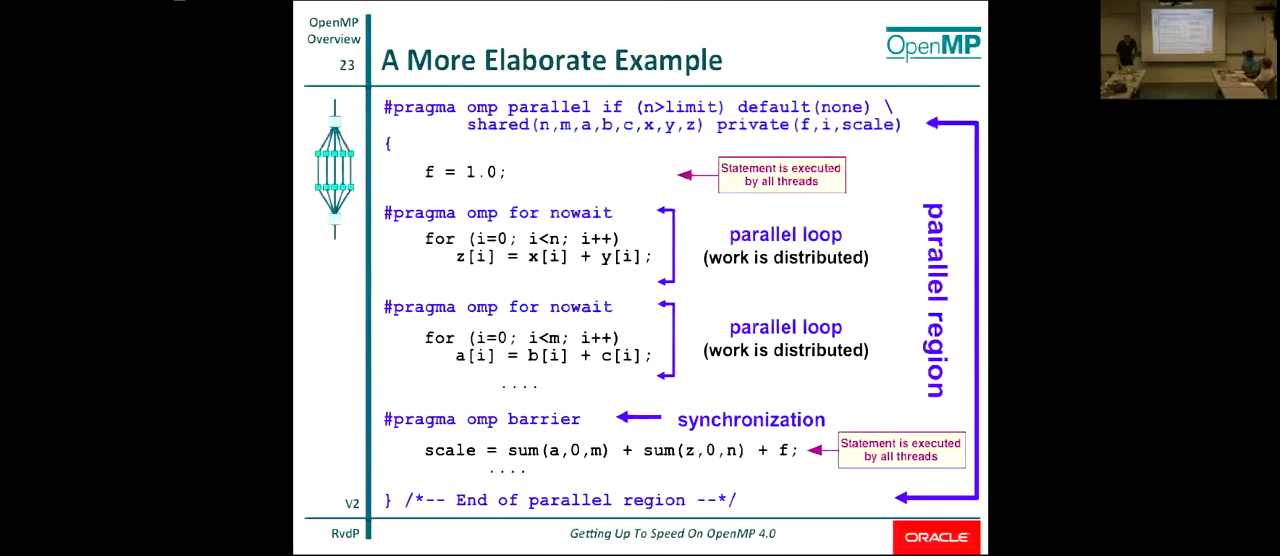 OpenMP
Overview
23
A More Elaborate Example
OpenMP
#pragma omp parallel if (n>limit) default(none) \
shared(n,m,a,b,c,x,y,z) private(f,i,scale)
{
f = 1.0;
Statement is executed
by all threads
#pragma omp for nowait
for (i=0; i<n; i++)
z[i] = x[i] + y[i];
parallel loop
(work is distributed)
#pragma omp for nowait
for (i=0; i<m; i++)
a[i] = b[i] + c[i];
....
parallel loop
(work is distributed)
parallel region
#pragma omp barrier
synchronization
scale = sum(a,0,m) + sum(z,0,n) + f;
....
Statement is executed
by all threads
} /*-- End of parallel region --*/
V2
RvdP
Getting Up To Speed On OpenMP 4.0
ORACLE